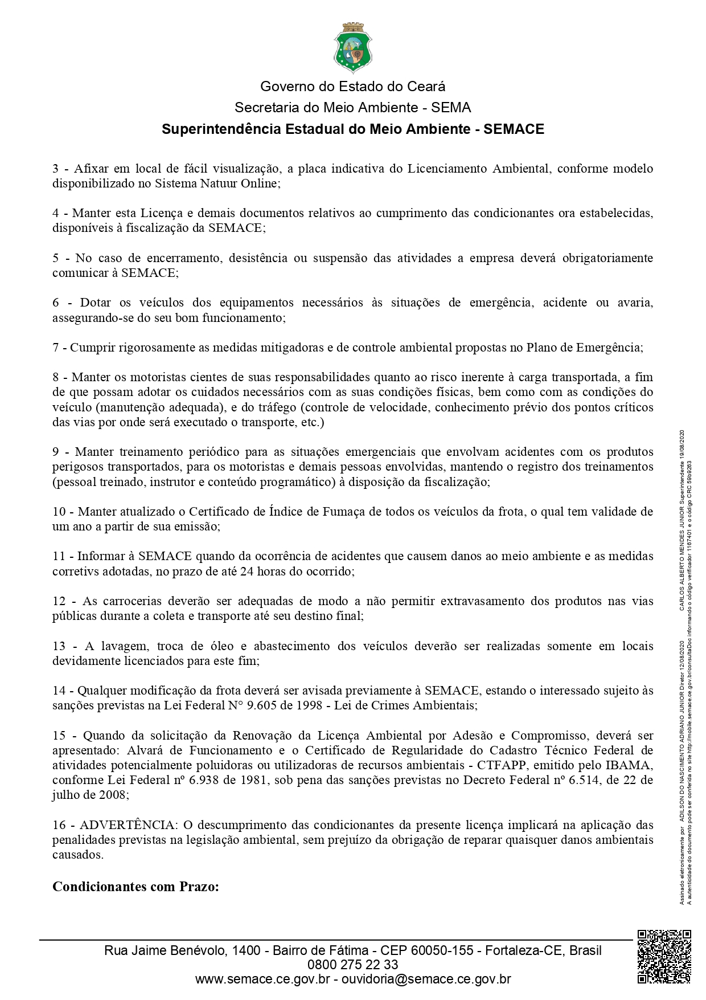 Governo do Estado do Ceará
Secretaria do Meio Ambiente - SEMA
Superintendência Estadual do Meio Ambiente - SEMACE
3 - Afixar em local de fácil visualização, a placa indicativa do Licenciamento Ambiental, conforme modelo
disponibilizado no Sistema Natuur Online;
4 - Manter esta Licença e demais documentos relativos ao cumprimento das condicionantes ora estabelecidas,
disponíveis à fiscalização da SEMACE;
5 - No caso de encerramento, desistência ou suspensão das atividades a empresa deverá obrigatoriamente
comunicar à SEMACE;
6 - Dotar os veículos dos equipamentos necessários às situações de emergência, acidente ou avaria,
assegurando-se do seu bom funcionamento;
7 - Cumprir rigorosamente as medidas mitigadoras e de controle ambiental propostas no Plano de Emergência;
8 - Manter os motoristas cientes de suas responsabilidades quanto ao risco inerente à carga transportada, a fim
de que possam adotar os cuidados necessários com as suas condições físicas, bem como com as condições do
veículo (manutenção adequada), e do tráfego (controle de velocidade, conhecimento prévio dos pontos críticos
das vias por onde será executado o transporte, etc.)
9 - Manter treinamento periódico para as situações emergenciais que envolvam acidentes com os produtos
perigosos transportados, para os motoristas e demais pessoas envolvidas, mantendo o registro dos treinamentos
(pessoal treinado, instrutor e conteúdo programático) à disposição da fiscalização;
10 - Manter atualizado o Certificado de Índice de Fumaça de todos os veículos da frota, o qual tem validade de
um ano a partir de sua emissão;
11 - Informar à SEMACE quando da ocorrência de acidentes que causem danos ao meio ambiente e as medidas
corretivs adotadas, no prazo de até 24 horas do ocorrido;
12 - As carrocerias deverão ser adequadas de modo a não permitir extravasamento dos produtos nas vias
públicas durante a coleta e transporte até seu destino final;
13 - A lavagem, troca de óleo e abastecimento dos veículos deverão ser realizadas somente em locais
devidamente licenciados para este fim;
14 - Qualquer modificação da frota deverá ser avisada previamente à SEMACE, estando o interessado sujeito às
sanções previstas na Lei Federal N° 9.605 de 1998 - Lei de Crimes Ambientais;
15 - Quando da solicitação da Renovação da Licença Ambiental por Adesão e Compromisso, deverá ser
apresentado: Alvará de Funcionamento e o Certificado de Regularidade do Cadastro Técnico Federal de
atividades potencialmente poluidoras ou utilizadoras de recursos ambientais - CTFAPP, emitido pelo IBAMA,
conforme Lei Federal nº 6.938 de 1981, sob pena das sanções previstas no Decreto Federal nº 6.514, de 22 de
julho de 2008;
16 - ADVERTÊNCIA: O descumprimento das condicionantes da presente licença implicará na aplicação das
penalidades previstas na legislação ambiental, sem prejuízo da obrigação de reparar quaisquer danos ambientais
causados.
Condicionantes com Prazo:
Assinado eletronicamente por ADILSON DO NASCIMENTO ADRIANO JUNIOR Diretor 12/08/2020 CARLOS ALBERTO MENDES JUNIOR Superintendente 19/08/2020
A autenticidade do documento pode ser conferida no site http://mobile.semace.ce.gov.br/consultaDoc informando o código verificador 1167401 e o código CRC 59b9263
Rua Jaime Benévolo, 1400 - Bairro de Fátima - CEP 60050-155 - Fortaleza-CE, Brasil
0800 275 22 33
www.semace.ce.gov.br - ouvidoria@semace.ce.gov.br